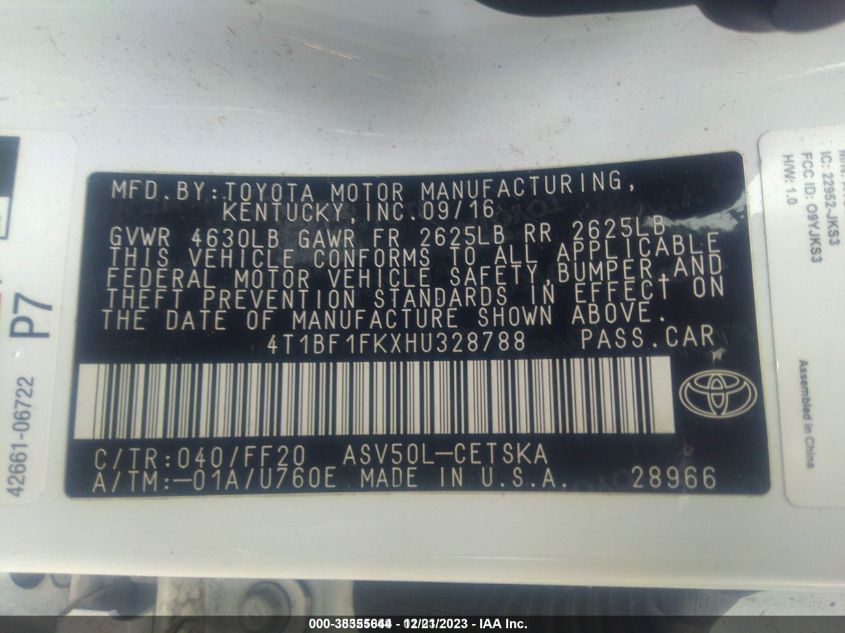 MFD.BY:TOYOTA MOTOR MANUFACTURING,
KENTUCKY,INC.09/16
GVWR 4630LB GAWR FR 2625LB RR 2625LB
THIS VEHICLE CONFORMS TO ALL APPLICABLE
FEDERAL MOTOR VEHICLE SAFETY,BUMPER,AND
THEFT PREVENTION STANDARDS IN EFFECT ON
THE DATE OF MANUFACTURE SHOWN ABOVE.
4T1BF1FKXHU328788 PASS.CAR
C/TR:040/FF20 ASV50L-CETSKA
A/TM:-01A/U760E MADE IN U.S.A. 28966
42661-06722 P7
IC: 22952-JKS3
FCC ID: O9YJKS3
H/W: 1.0
Assembled in China
12/21/2023 - IAA Inc.